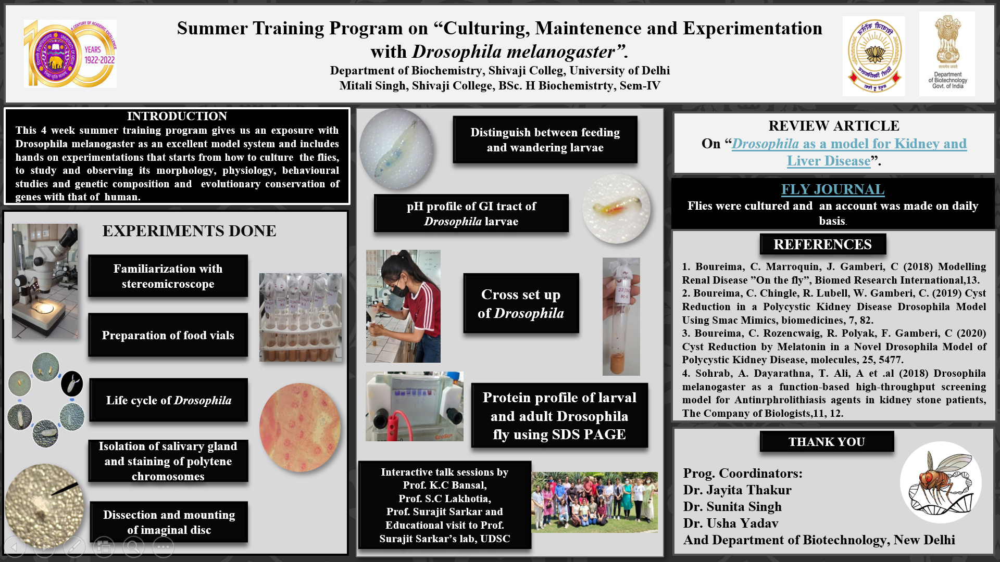 A CENTURY OF ACADEMIC EXCELLENCE
UNIVERSITY OF DELHI
YEARS
1922-2022
Summer Training Program on “Culturing, Maintenence and Experimentation
with Drosophila melanogaster”.
Department of Biochemistry, Shivaji Colleg, University of Delhi
Mitali Singh, Shivaji College, BSc. H Biochemistrty, Sem-IV
सत्यमेव जयते
Department
of Biotechnology
Govt. of India
INTRODUCTION
This 4 week summer training program gives us an exposure with
Drosophila melanogaster as an excellent model system and includes
hands on experimentations that starts from how to culture the flies,
to study and observing its morphology, physiology, behavioural
studies and genetic composition and evolutionary conservation of
genes with that of human.
EXPERIMENTS DONE
Familiarization with
stereomicroscope
Preparation of food vials
Life cycle of Drosophila
Isolation of salivary gland
and staining of polytene
chromosomes
Dissection and mounting
of imaginal disc
Distinguish between feeding
and wandering larvae
pH profile of GI tract of
Drosophila larvae
Cross set up
of Drosophila
Protein profile of larval
and adult Drosophila
fly using SDS PAGE
Interactive talk sessions by
Prof. K.C Bansal,
Prof. S.C Lakhotia,
Prof. Surajit Sarkar and
Educational visit to Prof.
Surajit Sarkar’s lab, UDSC
REVIEW ARTICLE
On “Drosophila as a model for Kidney and
Liver Disease”.
FLY JOURNAL
Flies were cultured and an account was made on daily
basis.
REFERENCES
1. Boureima, C. Marroquin, J. Gamberi, C (2018) Modelling
Renal Disease ”On the fly”, Biomed Research International,13.
2. Boureima, C. Chingle, R. Lubell, W. Gamberi, C. (2019) Cyst
Reduction in a Polycystic Kidney Disease Drosophila Model
Using Smac Mimics, biomedicines, 7, 82.
3. Boureima, C. Rozencwaig, R. Polyak, F. Gamberi, C (2020)
Cyst Reduction by Melatonin in a Novel Drosophila Model of
Polycystic Kidney Disease, molecules, 25, 5477.
4. Sohrab, A. Dayarathna, T. Ali, A et .al (2018) Drosophila
melanogaster as a function-based high-throughput screening
model for Antinrphrolithiasis agents in kidney stone patients,
The Company of Biologists,11, 12.
THANK YOU
Prog. Coordinators:
Dr. Jayita Thakur
Dr. Sunita Singh
Dr. Usha Yadav
And Department of Biotechnology, New Delhi